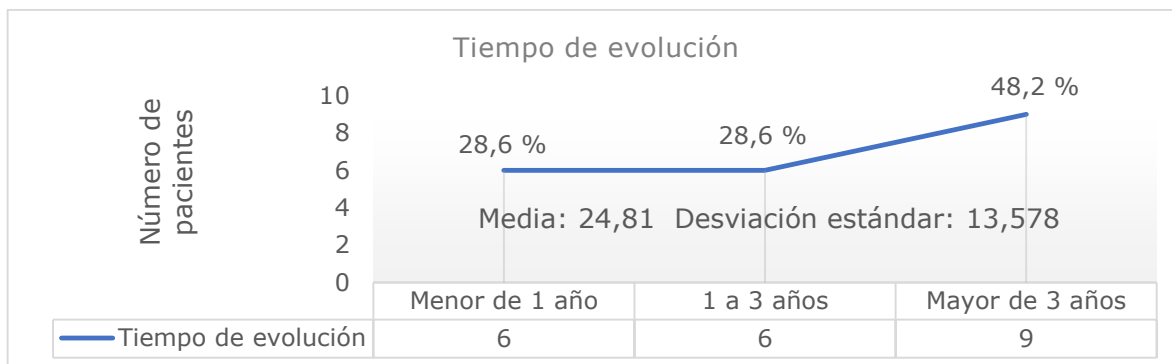 Tiempo de evolución
Número de
pacientes
10
8
6
4
2
0
28,6 %
28,6 %
48,2 %
Media: 24,81  Desviación estándar: 13,578
Menor de 1 año 1 a 3 años Mayor de 3 años
Tiempo de evolución 6 6 9